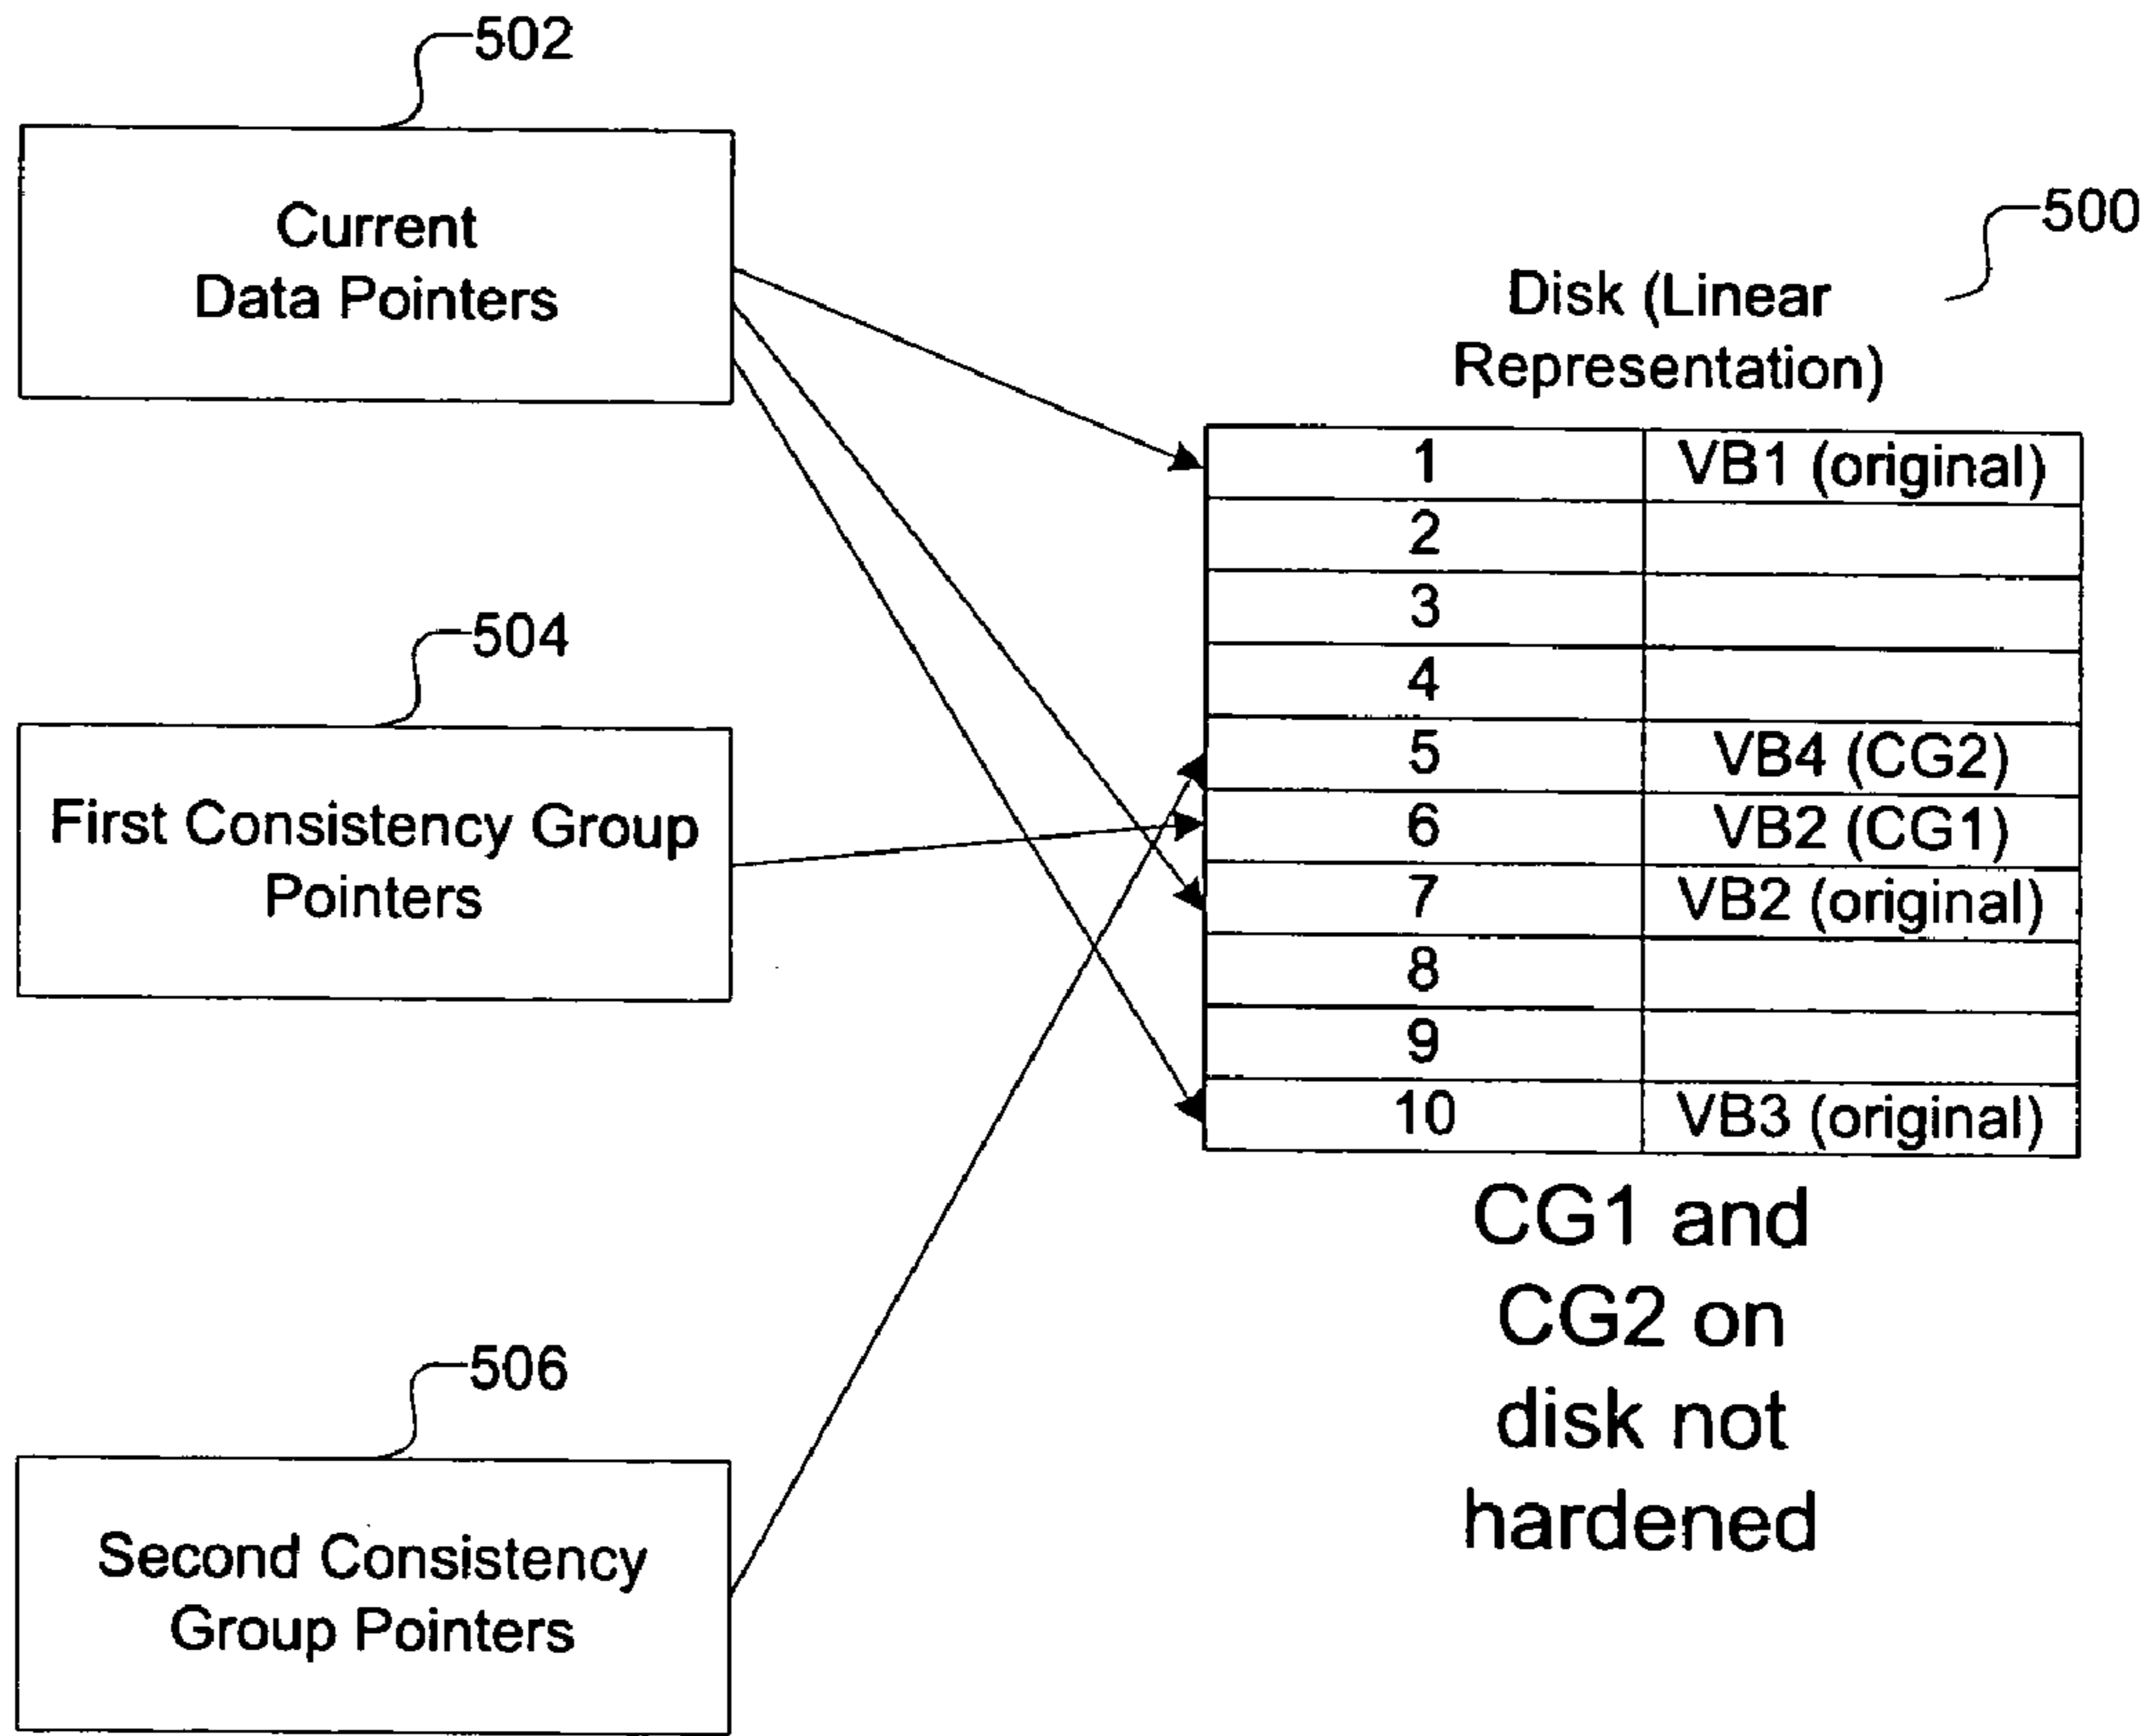 502
Current
Data Pointers
500
Disk (Linear
Representation)
1 VB1 (original)
2
3
4
5 VB4 (CG2)
6 VB2 (CG1)
7 VB2 (original)
8
9
10 VB3 (original)
504
First Consistency Group
Pointers
CG1 and
CG2 on
disk not
hardened
506
Second Consistency
Group Pointers